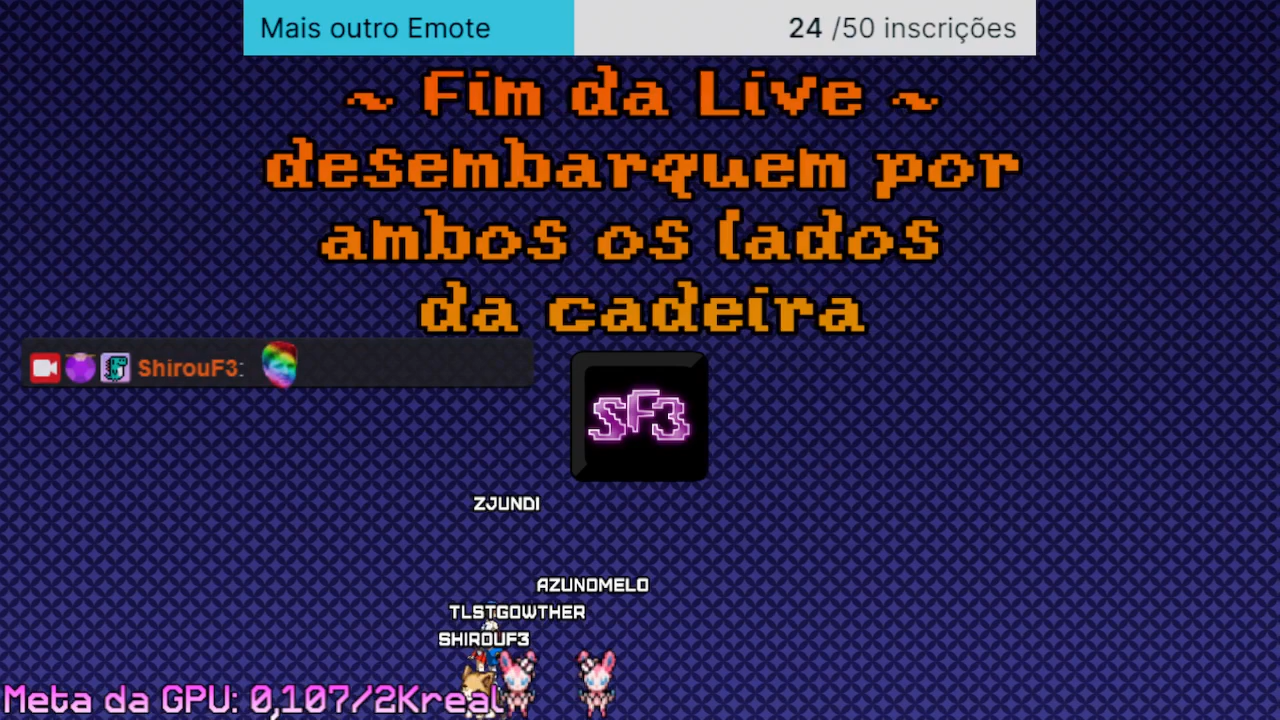 Mais outro Emote 24 /50 inscrições
~ Fim da Live ~
desembarquem por
ambos os lados
da cadeira
ShirouF3:
SF3
ZJUNDI
AZUNOMELO
TLSTGOWTHER
SHIROUF3
Meta da GPU: 0,107/2Kreal